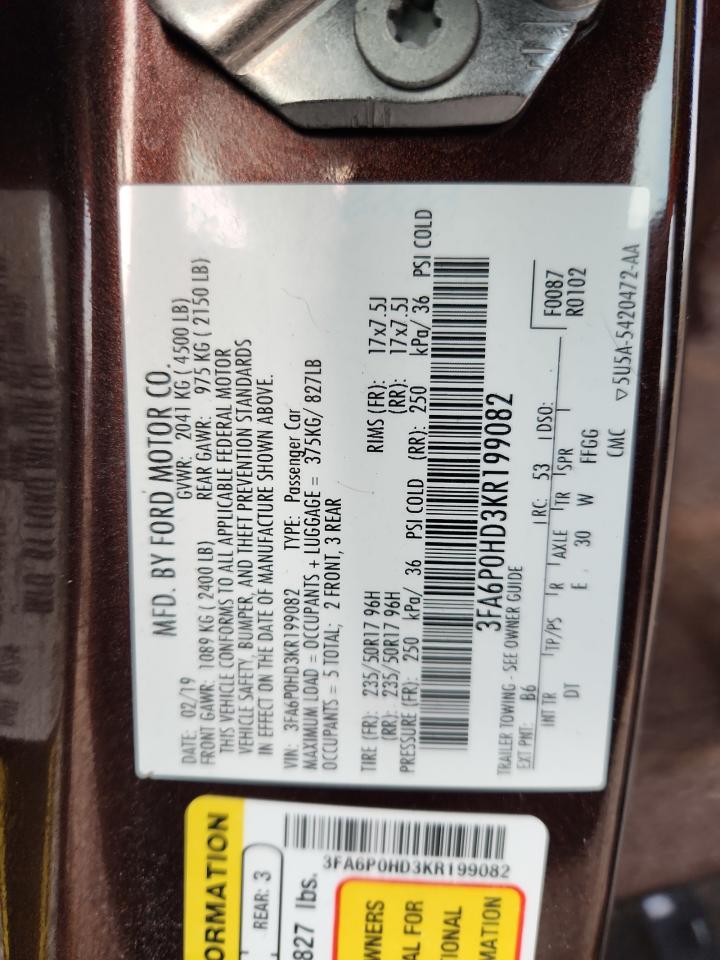 MFD. BY FORD MOTOR CO.
DATE: 02/19 GVWR: 2041 KG ( 4500 LB)
FRONT GAWR: 1089 KG ( 2400 LB) REAR GAWR: 975 KG ( 2150 LB)
THIS VEHICLE CONFORMS TO ALL APPLICABLE FEDERAL MOTOR
VEHICLE SAFETY, BUMPER, AND THEFT PREVENTION STANDARDS
IN EFFECT ON THE DATE OF MANUFACTURE SHOWN ABOVE.
VIN: 3FA6P0HD3KR199082 TYPE: Passenger Car
MAXIMUM LOAD = OCCUPANTS + LUGGAGE = 375KG/ 827LB
OCCUPANTS = 5 TOTAL; 2 FRONT, 3 REAR
TIRE (FR): 235/50R17 96H RIMS (FR): 17x7.5J
(RR): 235/50R17 96H (RR): 17x7.5J
PRESSURE (FR): 250 kPa/ 36 PSI COLD (RR): 250 kPa/ 36 PSI COLD
3FA6P0HD3KR199082
TRAILER TOWING - SEE OWNER GUIDE
EXT PNT: B6 RC: 53 DSO: F0087
R0102
INT TR TP/PS R AXLE TR SPR
DT E 30 W FFGG
CMC ▽5U5A-5420472-AA
ORMATION
REAR: 3
827 lbs.
3FA6P0HD3KR199082
WNERS
AL FOR
IONAL
MATION